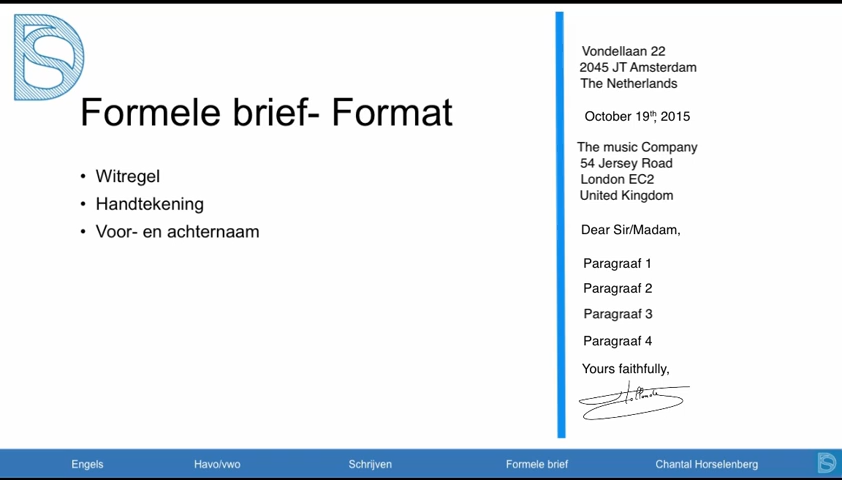 Formele brief- Format
• Witregel
• Handtekening
• Voor- en achternaam
Vondellaan 22
2045 JT Amsterdam
The Netherlands
October 19th, 2015
The music Company
54 Jersey Road
London EC2
United Kingdom
Dear Sir/Madam,
Paragraaf 1
Paragraaf 2
Paragraaf 3
Paragraaf 4
Yours faithfully,
Engels Havo/vwo Schrijven Formele brief Chantal Horselenberg